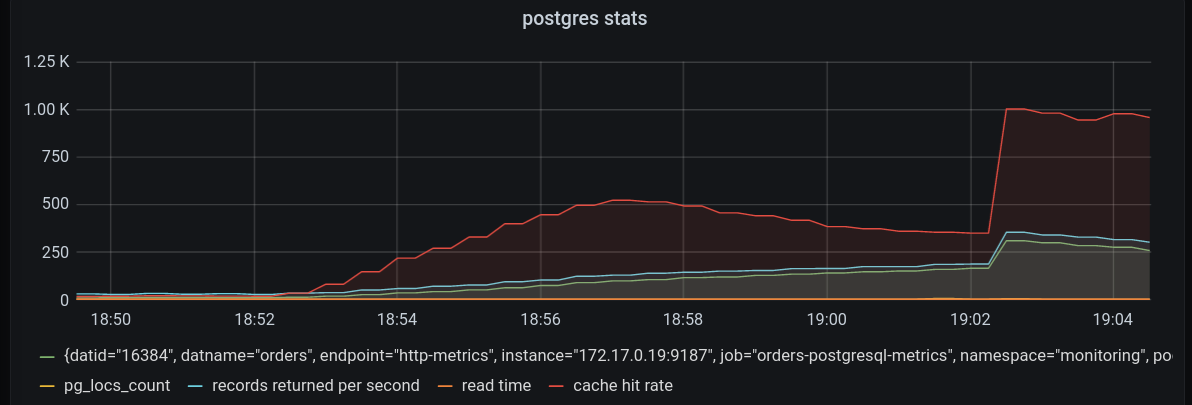 postgres stats
1.25 K
1.00 K
750
500
250
0
18:50 18:52 18:54 18:56 18:58 19:00 19:02 19:04
{datid="16384", datname="orders", endpoint="http-metrics", instance="172.17.0.19:9187", job="orders-postgresql-metrics", namespace="monitoring", po
pg_locs_count records returned per second read time cache hit rate